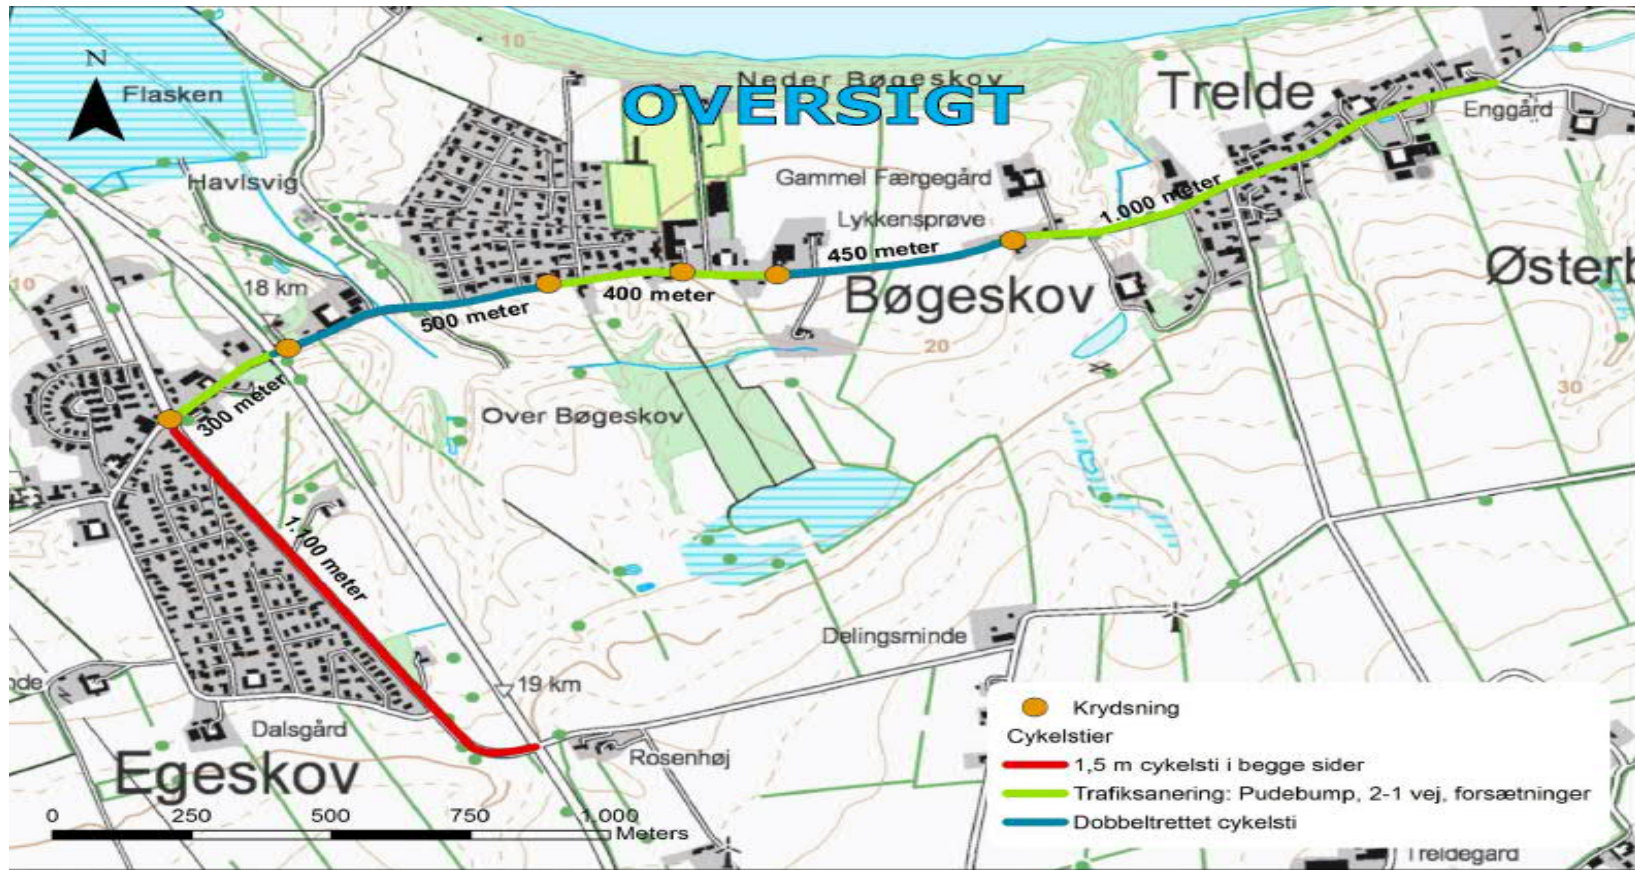 N
Flasken
10
Neder Bøgeskov
OVERSIGT
Trelde
Enggård
Havlsvig
Gammel Færgegård
Lykkensprøve
1.000 meter
450 meter
Østerb
10
18 km
400 meter
500 meter
Bøgeskov
20
30
300 meter
Over Bøgeskov
1.100 meter
Delingsminde
19 km
Dalsgård
Rosenhøj
Egeskov
0 250 500 750 1.000
Meters
Krydsning
Cykelstier
1,5 m cykelsti i begge sider
Trafiksanering: Pudebump, 2-1 vej, forsætninger
Dobbeltrettet cykelsti
Treldegård